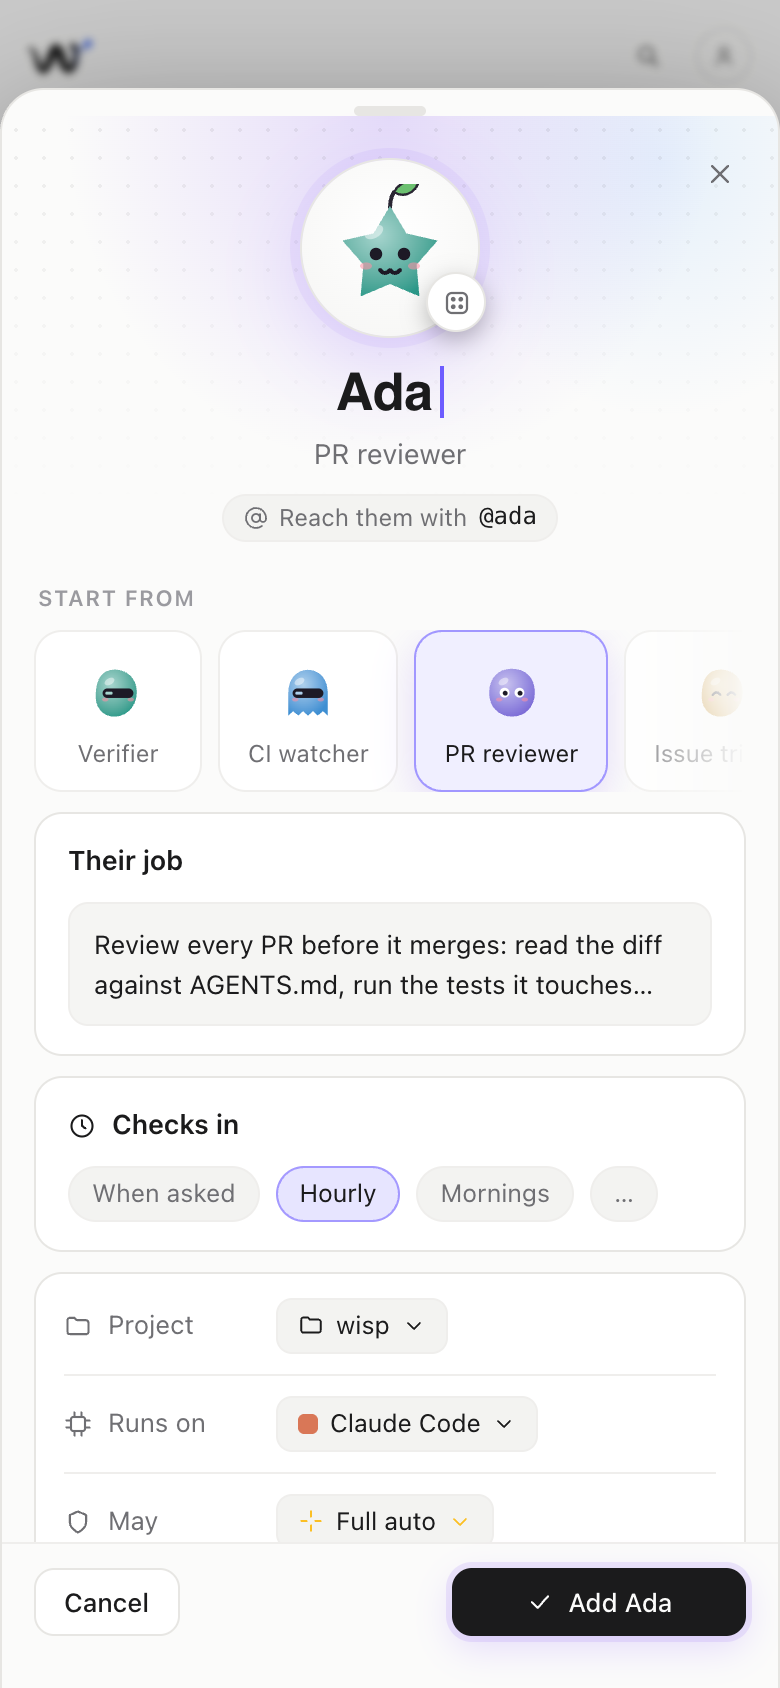 Ada
PR reviewer
@ Reach them with @ada
START FROM
Verifier
CI watcher
PR reviewer
Issue tri
Their job
Review every PR before it merges: read the diff
against AGENTS.md, run the tests it touches...
Checks in
When asked
Hourly
Mornings
...
Project
wisp
Runs on
Claude Code
May
Full auto
Cancel
Add Ada